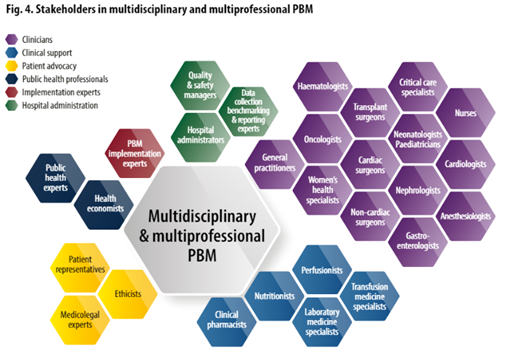 Fig. 4. Stakeholders in multidisciplinary and multiprofessional PBM
Clinicians
Clinical support
Patient advocacy
Public health professionals
Implementation experts
Hospital administration
Quality
& safety
managers
Data
collection
benchmarking
& reporting
experts
Hospital
administrators
PBM
implementation
experts
Public
health
experts
Health
economists
Multidisciplinary
& multiprofessional
PBM
Patient
representatives
Ethicists
Medicolegal
experts
Haematologists
Critical care
specialists
Transplant
surgeons
Nurses
Oncologists
Neonatologists
Paediatricians
General
practitioners
Cardiac
surgeons
Cardiologists
Women's
health
specialists
Nephrologists
Non-cardiac
surgeons
Anesthesiologists
Gastro-
enterologists
Perfusionists
Nutritionists
Transfusion
medicine
specialists
Clinical
pharmacists
Laboratory
medicine
specialists